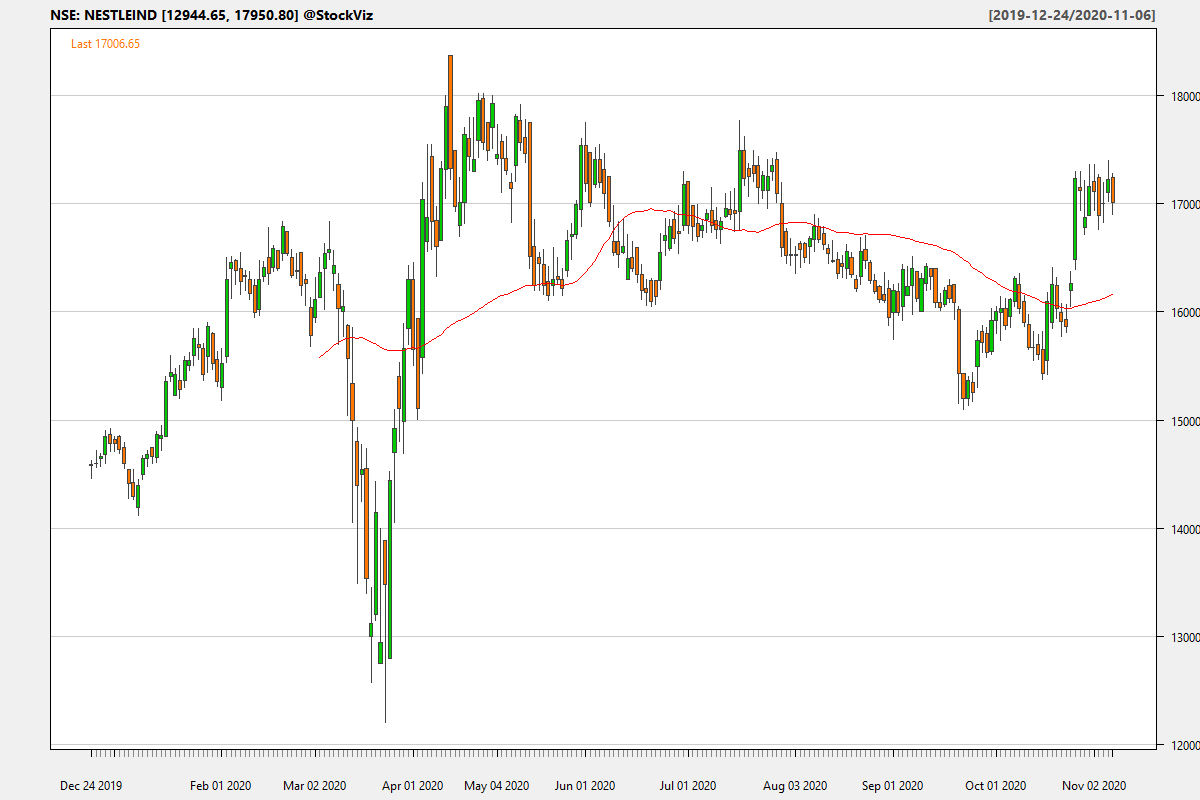 NSE: NESTLEIND [12944.65, 17950.80] @StockViz
[2019-12-24/2020-11-06]
Last 17006.65
18000
17000
16000
15000
14000
13000
12000
Dec 24 2019
Feb 01 2020
Mar 02 2020
Apr 01 2020
May 04 2020
Jun 01 2020
Jul 01 2020
Aug 03 2020
Sep 01 2020
Oct 01 2020
Nov 02 2020